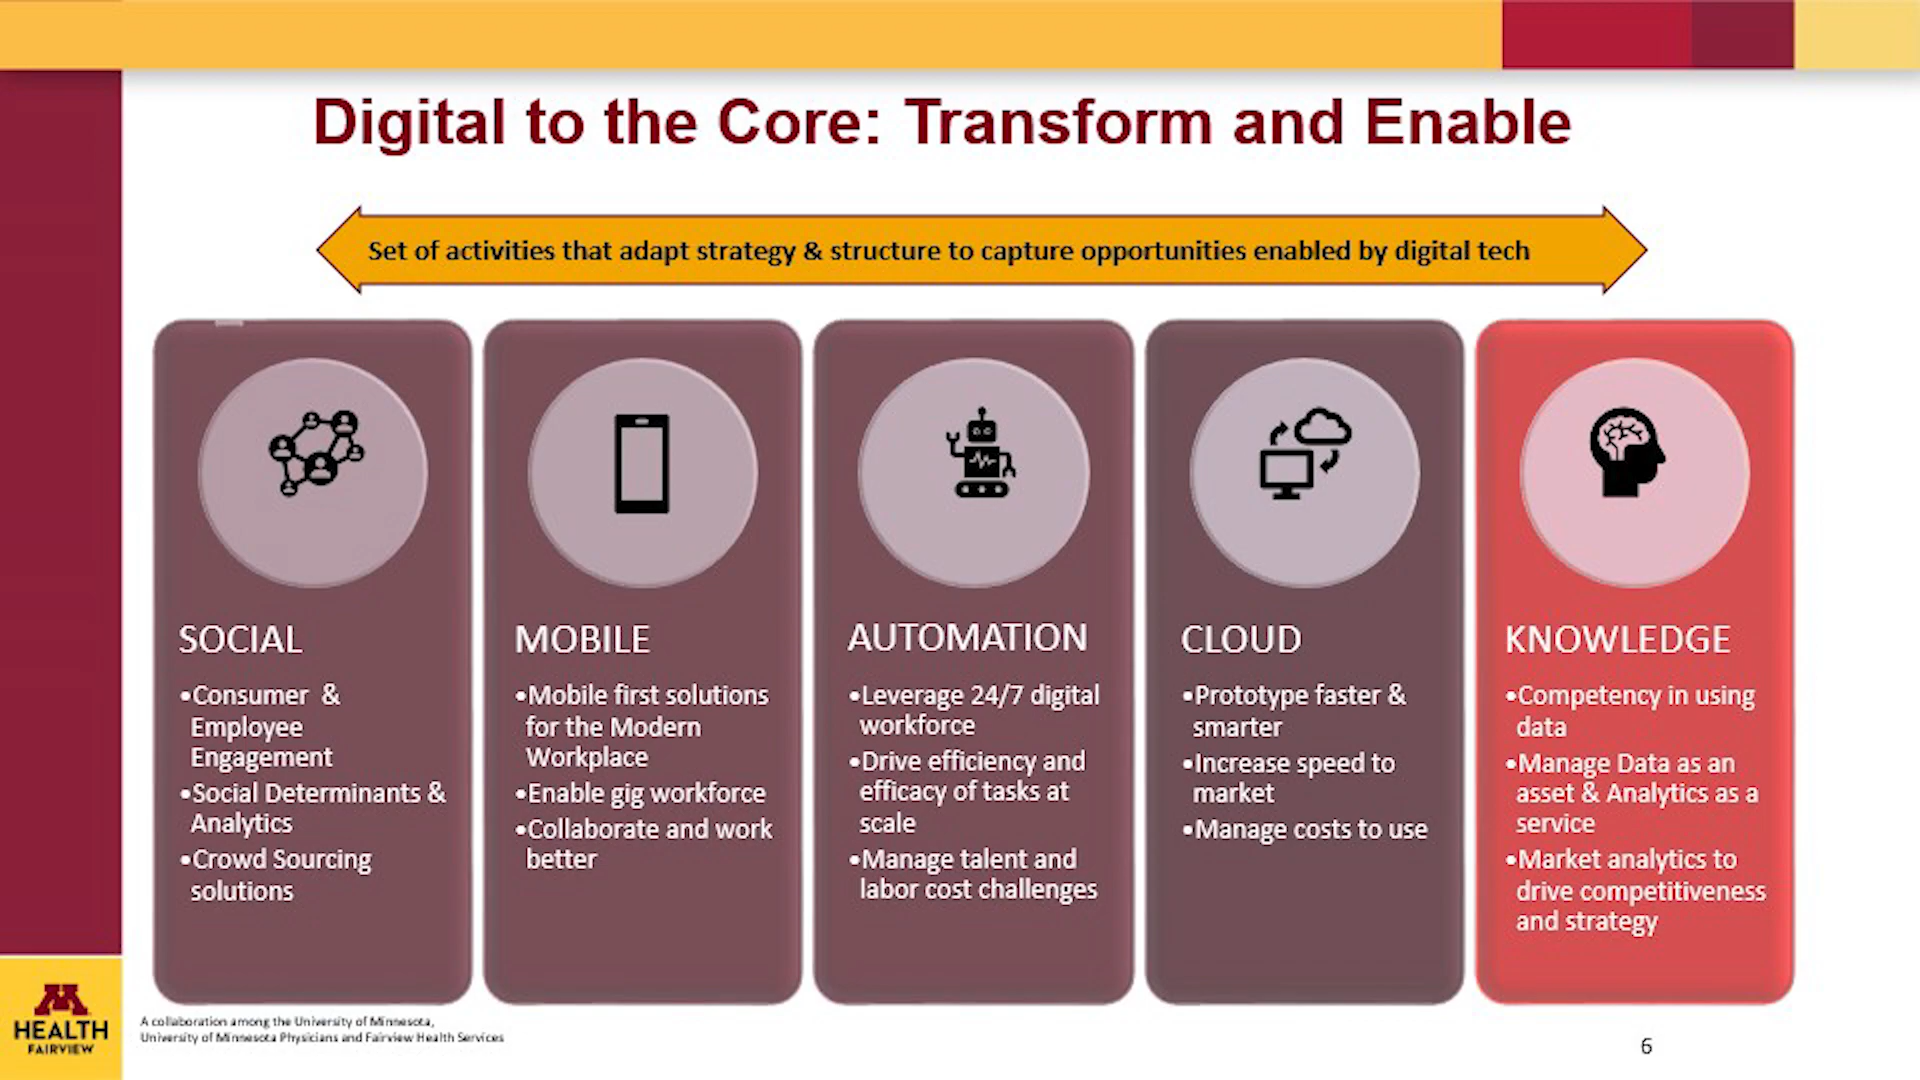 Digital to the Core: Transform and Enable
Set of activities that adapt strategy & structure to capture opportunities enabled by digital tech
SOCIAL
•Consumer & 
Employee
Engagement
•Social Determinants &
Analytics
•Crowd Sourcing
solutions
MOBILE
•Mobile first solutions
for the Modern
Workplace
•Enable gig workforce
•Collaborate and work
better
AUTOMATION
•Leverage 24/7 digital
workforce
•Drive efficiency and
efficacy of tasks at
scale
•Manage talent and
labor cost challenges
CLOUD
•Prototype faster &
smarter
•Increase speed to
market
•Manage costs to use
KNOWLEDGE
•Competency in using
data
•Manage Data as an
asset & Analytics as a
service
•Market analytics to
drive competitiveness
and strategy
M
HEALTH
FAIRVIEW
A collaboration among the University of Minnesota,
University of Minnesota Physicians and Fairview Health Services
6